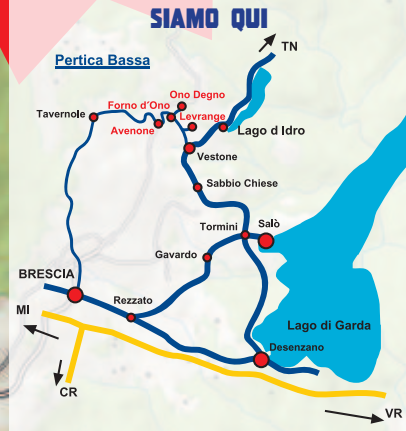 SIAMO QUI
TN
Pertica Bassa
Ono Degno
Forno d'Ono
Levrange
Tavernole
Avenone
Lago d Idro
Vestone
Sabbio Chiese
Tormini
Salò
Gavardo
BRESCIA
Rezzato
MI
Lago di Garda
Desenzano
CR
VR